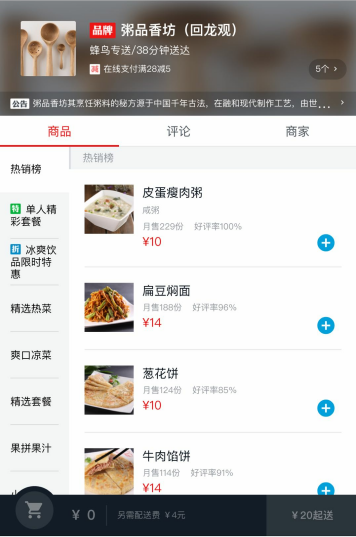 品牌 粥品香坊（回龙观）
蜂鸟专送/38分钟送达
减 在线支付满28减5
5个 >
公告 粥品香坊其烹饪粥料的秘方源于中国千年古法，在融和现代制作工艺，由世... >
商品 评论 商家
热销榜
特 单人精
彩套餐
折 冰爽饮
品限时特
惠
精选热菜
爽口凉菜
精选套餐
果拼果汁
热销榜
皮蛋瘦肉粥
咸粥
月售229份 好评率100%
¥10
扁豆焖面
月售188份 好评率96%
¥14
葱花饼
月售124份 好评率85%
¥10
牛肉馅饼
月售114份 好评率91%
¥14
¥ 0
另需配送费 ¥4元
¥20起送